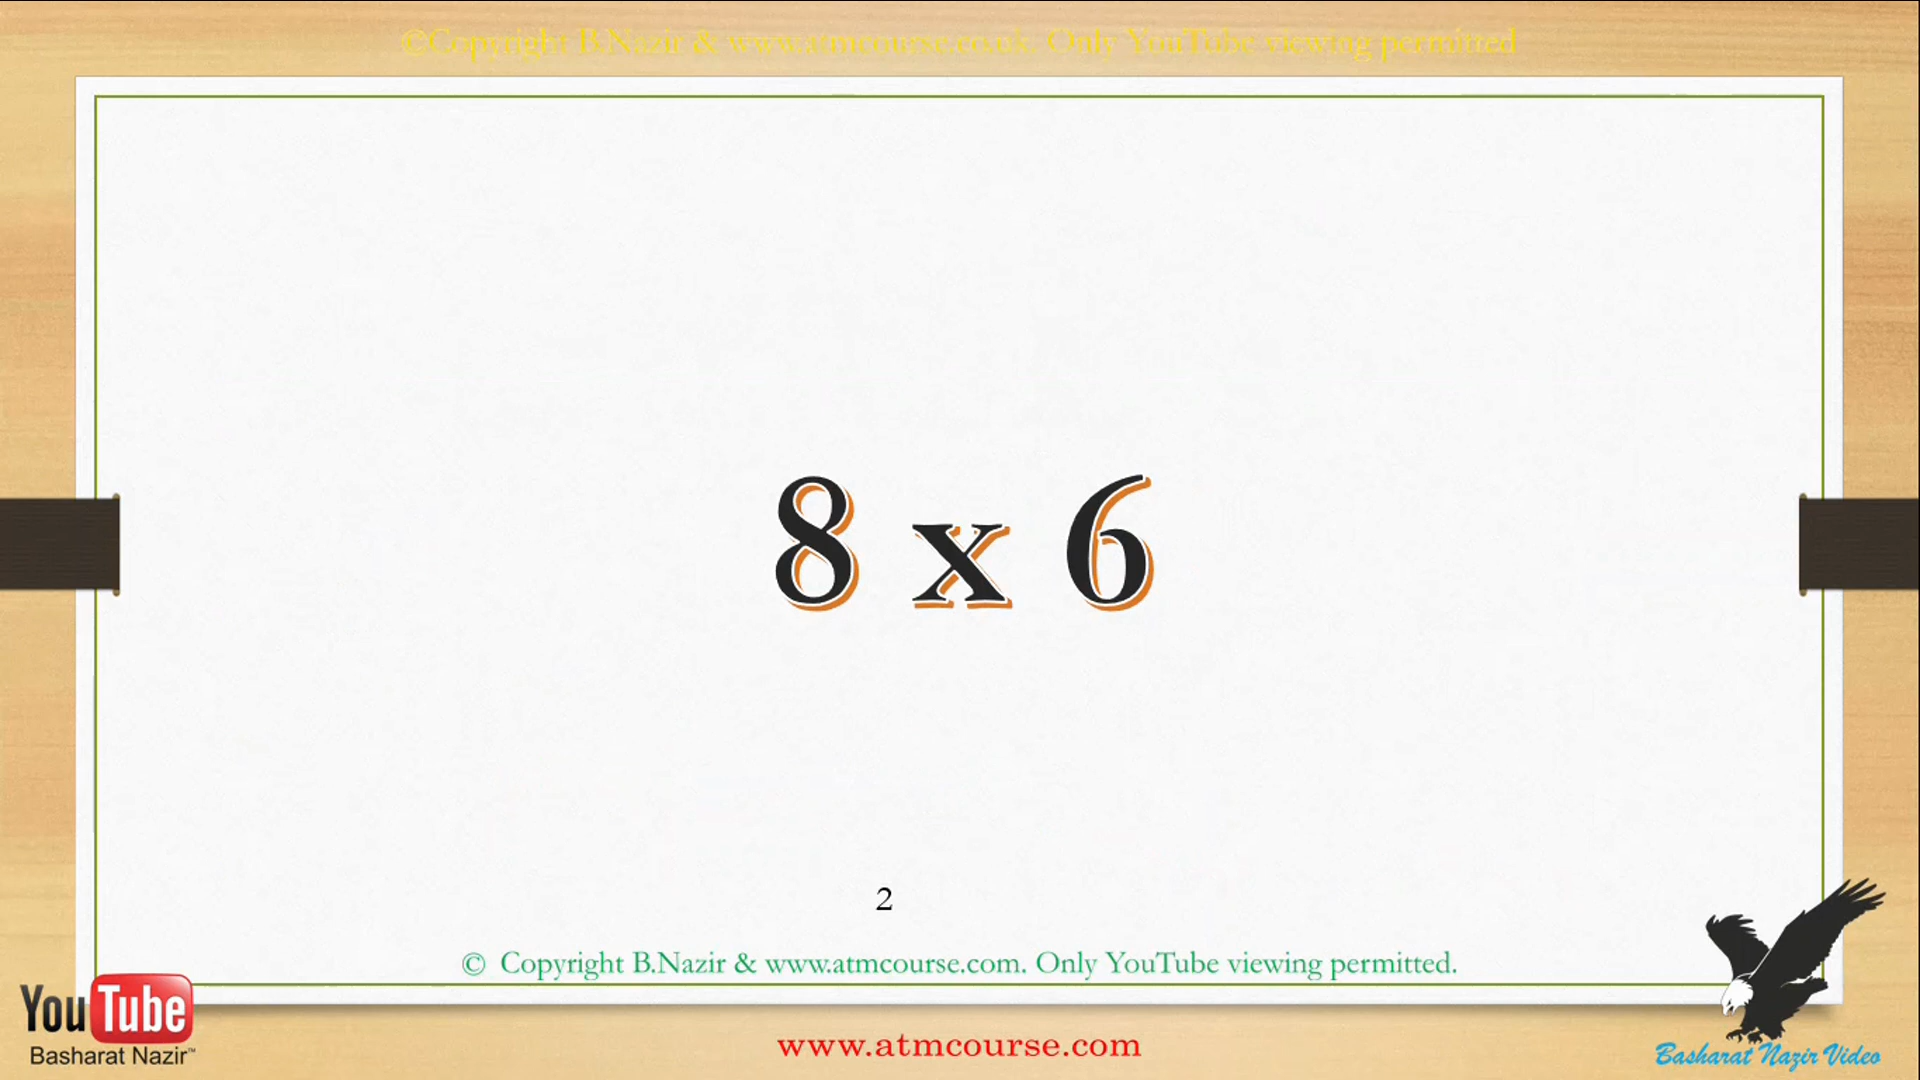 ©Copyright B.Nazir & www.atmcourse.co.uk. Only YouTube viewing permitted
8 x 6
2
© Copyright B.Nazir & www.atmcourse.com. Only YouTube viewing permitted.
YouTube
Basharat Nazir™
www.atmcourse.com
Basharat Nazir Video